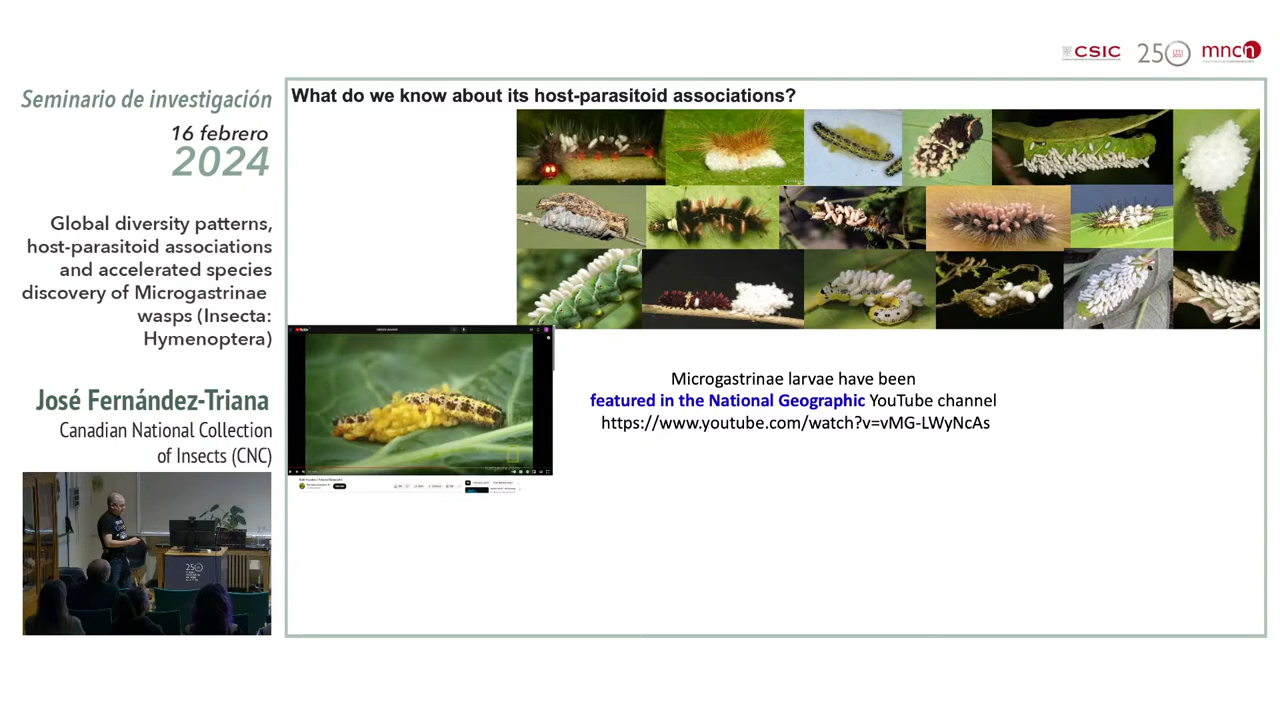 CSIC
250
mncn
Seminario de investigación
16 febrero
2024
Global diversity patterns,
host-parasitoid associations
and accelerated species
discovery of Microgastrinae
wasps (Insecta:
Hymenoptera)
José Fernández-Triana
Canadian National Collection
of Insects (CNC)
What do we know about its host-parasitoid associations?
Microgastrinae larvae have been
featured in the National Geographic YouTube channel
https://www.youtube.com/watch?v=vMG-LWyNcAs
250